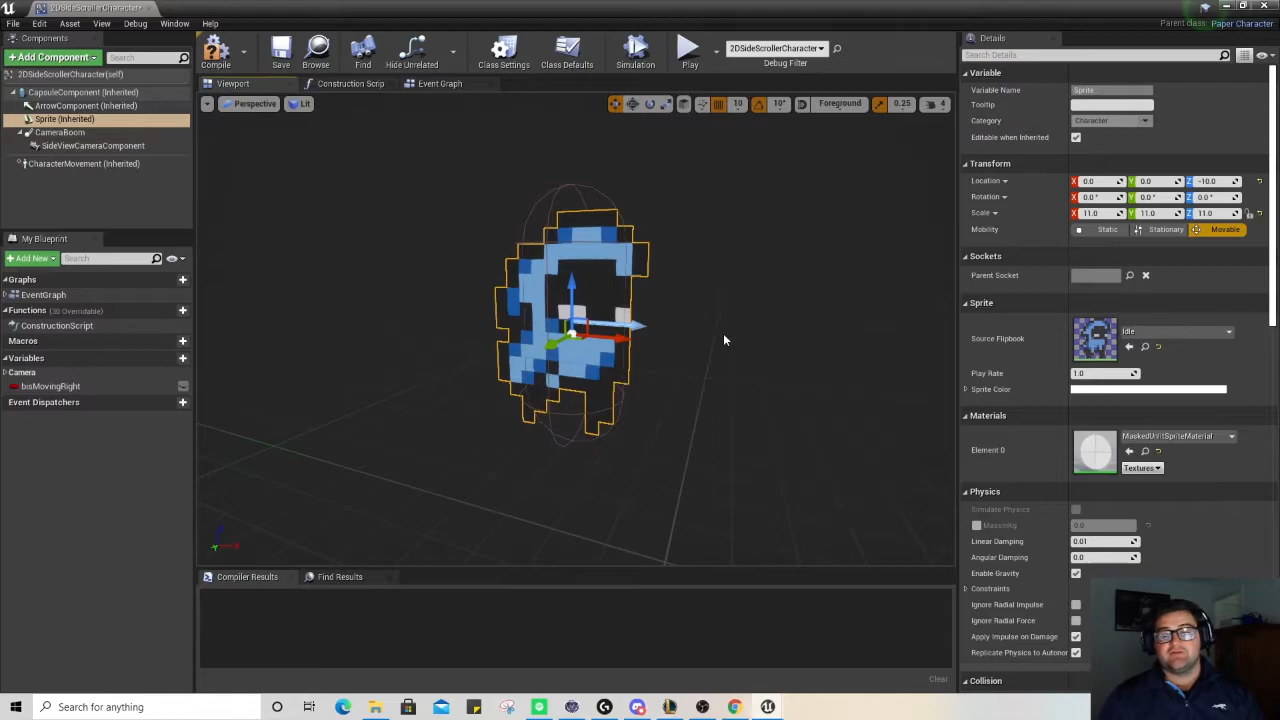 2DSideScrollerCharacter*
File Edit Asset View Debug Window Help
Parent class: Paper Character
Components
+ Add Component
Search
2DSideScrollerCharacter(self)
CapsuleComponent (Inherited)
ArrowComponent (Inherited)
Sprite (Inherited)
CameraBoom
SideViewCameraComponent
CharacterMovement (Inherited)
Compile
Save
Browse
Find
Hide Unrelated
Class Settings
Class Defaults
Simulation
Play
2DSideScrollerCharacter
Debug Filter
Viewport
Construction Scrip
Event Graph
Perspective
Lit
10
10°
Foreground
0.25
4
My Blueprint
+ Add New
Search
Graphs
EventGraph
Functions (30 Overridable)
ConstructionScript
Macros
Variables
Camera
bisMovingRight
Event Dispatchers
Compiler Results
Find Results
Clear
Details
Search Details
Variable
Variable Name Sprite
Tooltip
Category Character
Editable when Inherited
Transform
Location X 0.0 Y 0.0 Z -10.0
Rotation X 0.0° Y 0.0° Z 0.0°
Scale X 11.0 Y 11.0 Z 11.0
Mobility Static Stationary Movable
Sockets
Parent Socket
Sprite
Source Flipbook Idle
Play Rate 1.0
Sprite Color
Materials
Element 0 MaskedUnlitSpriteMaterial
Textures
Physics
Simulate Physics
MassInKg 0.0
Linear Damping 0.01
Angular Damping 0.0
Enable Gravity
Constraints
Ignore Radial Impulse
Ignore Radial Force
Apply Impulse on Damage
Replicate Physics to Autonor
Collision
Search for anything